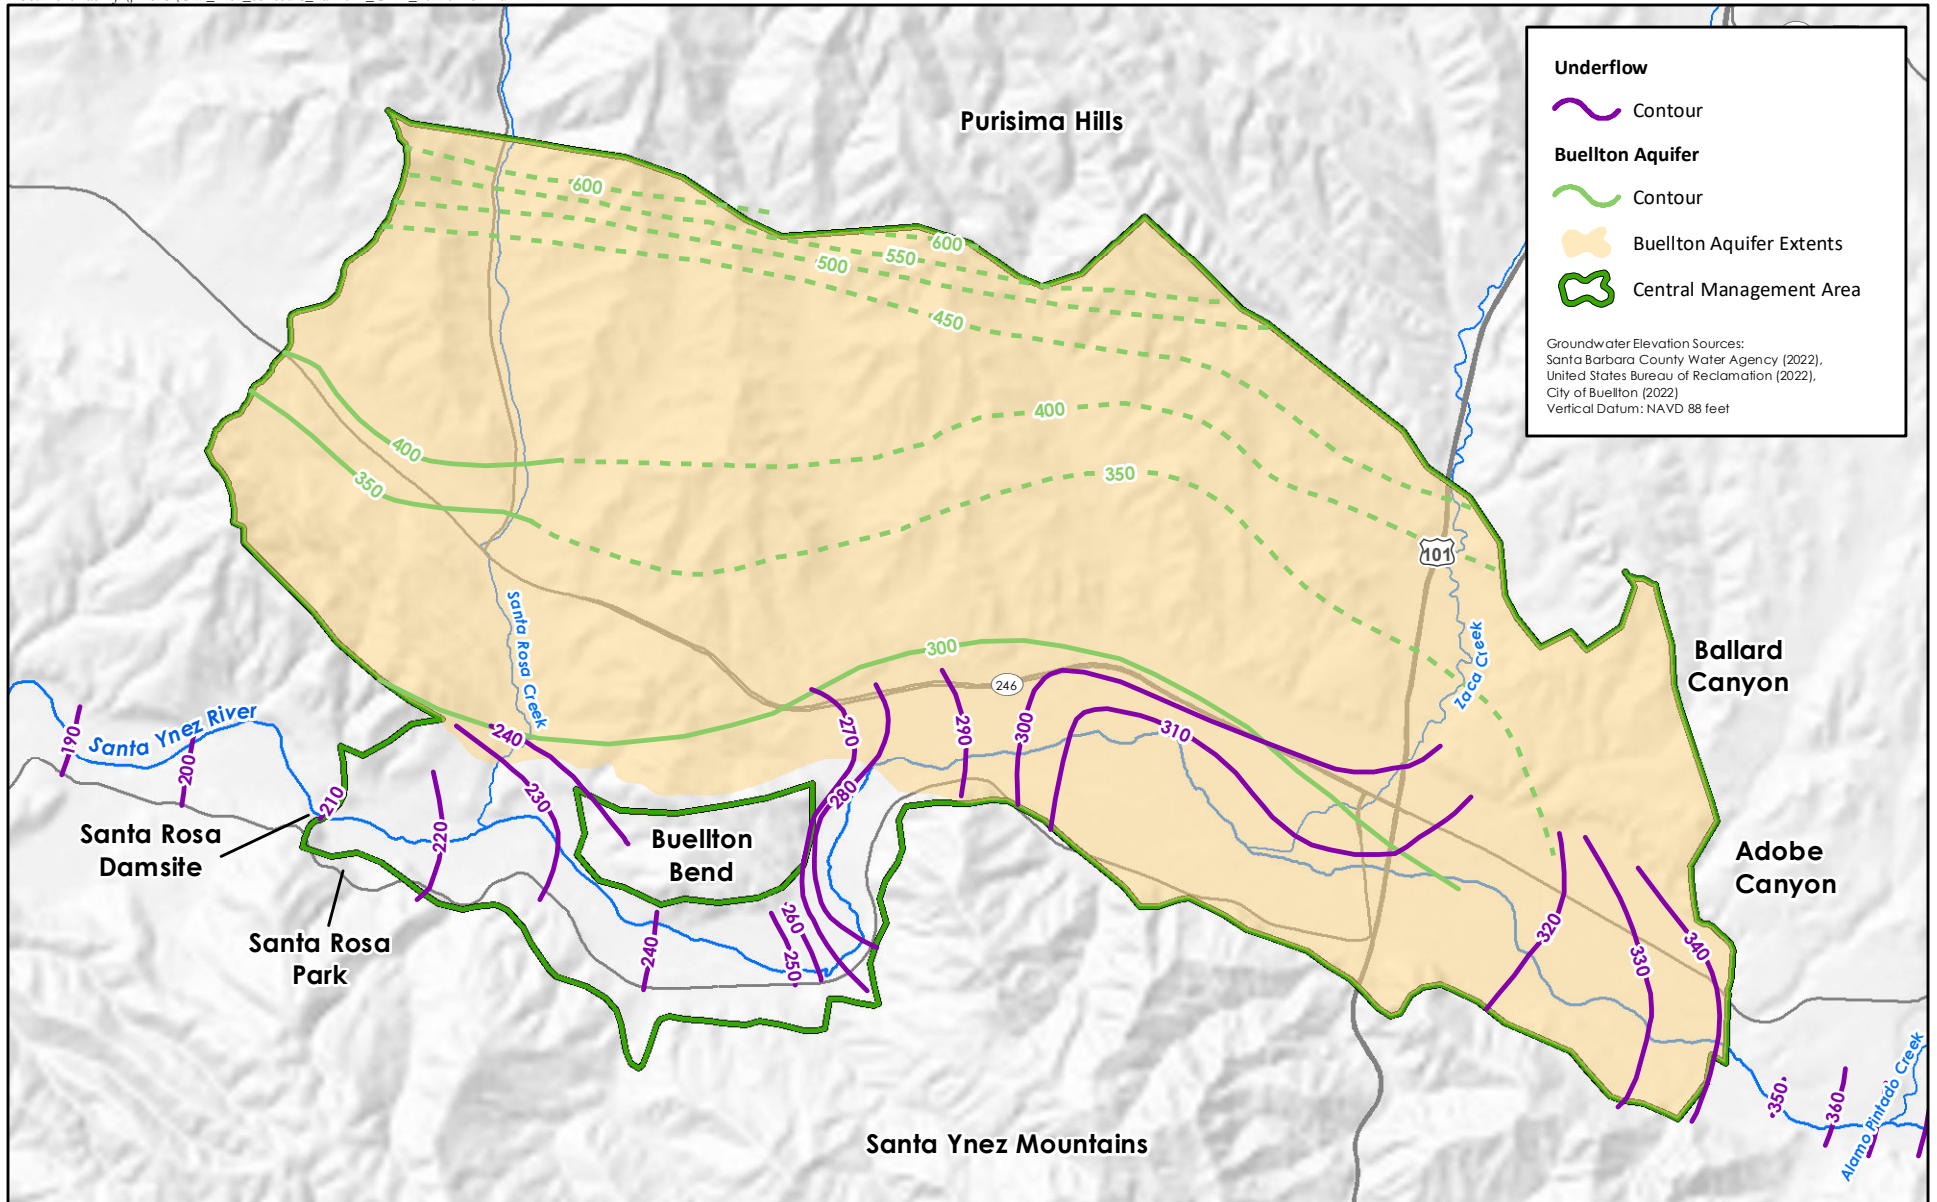 Purisima Hills
Underflow
Contour
Buellton Aquifer
Contour
Buellton Aquifer Extents
Central Management Area
Groundwater Elevation Sources:
Santa Barbara County Water Agency (2022),
United States Bureau of Reclamation (2022),
City of Buellton (2022)
Vertical Datum: NAVD 88 feet
600
600
550
500
450
400
400
350
350
300
101
246
Santa Rosa Creek
Zaca Creek
Ballard
Canyon
Adobe
Canyon
Santa Ynez River
190
200
210
220
230
240
240
250
260
270
280
290
300
310
320
330
340
350
360
Santa Rosa
Damsite
Santa Rosa
Park
Buellton
Bend
Santa Ynez Mountains
Alamo Pintado Creek